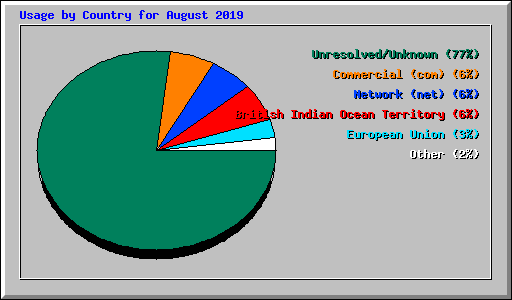 Usage by Country for August 2019
Unresolved/Unknown (77%)
Commercial (com) (6%)
Network (net) (6%)
British Indian Ocean Territory (6%)
European Union (3%)
Other (2%)